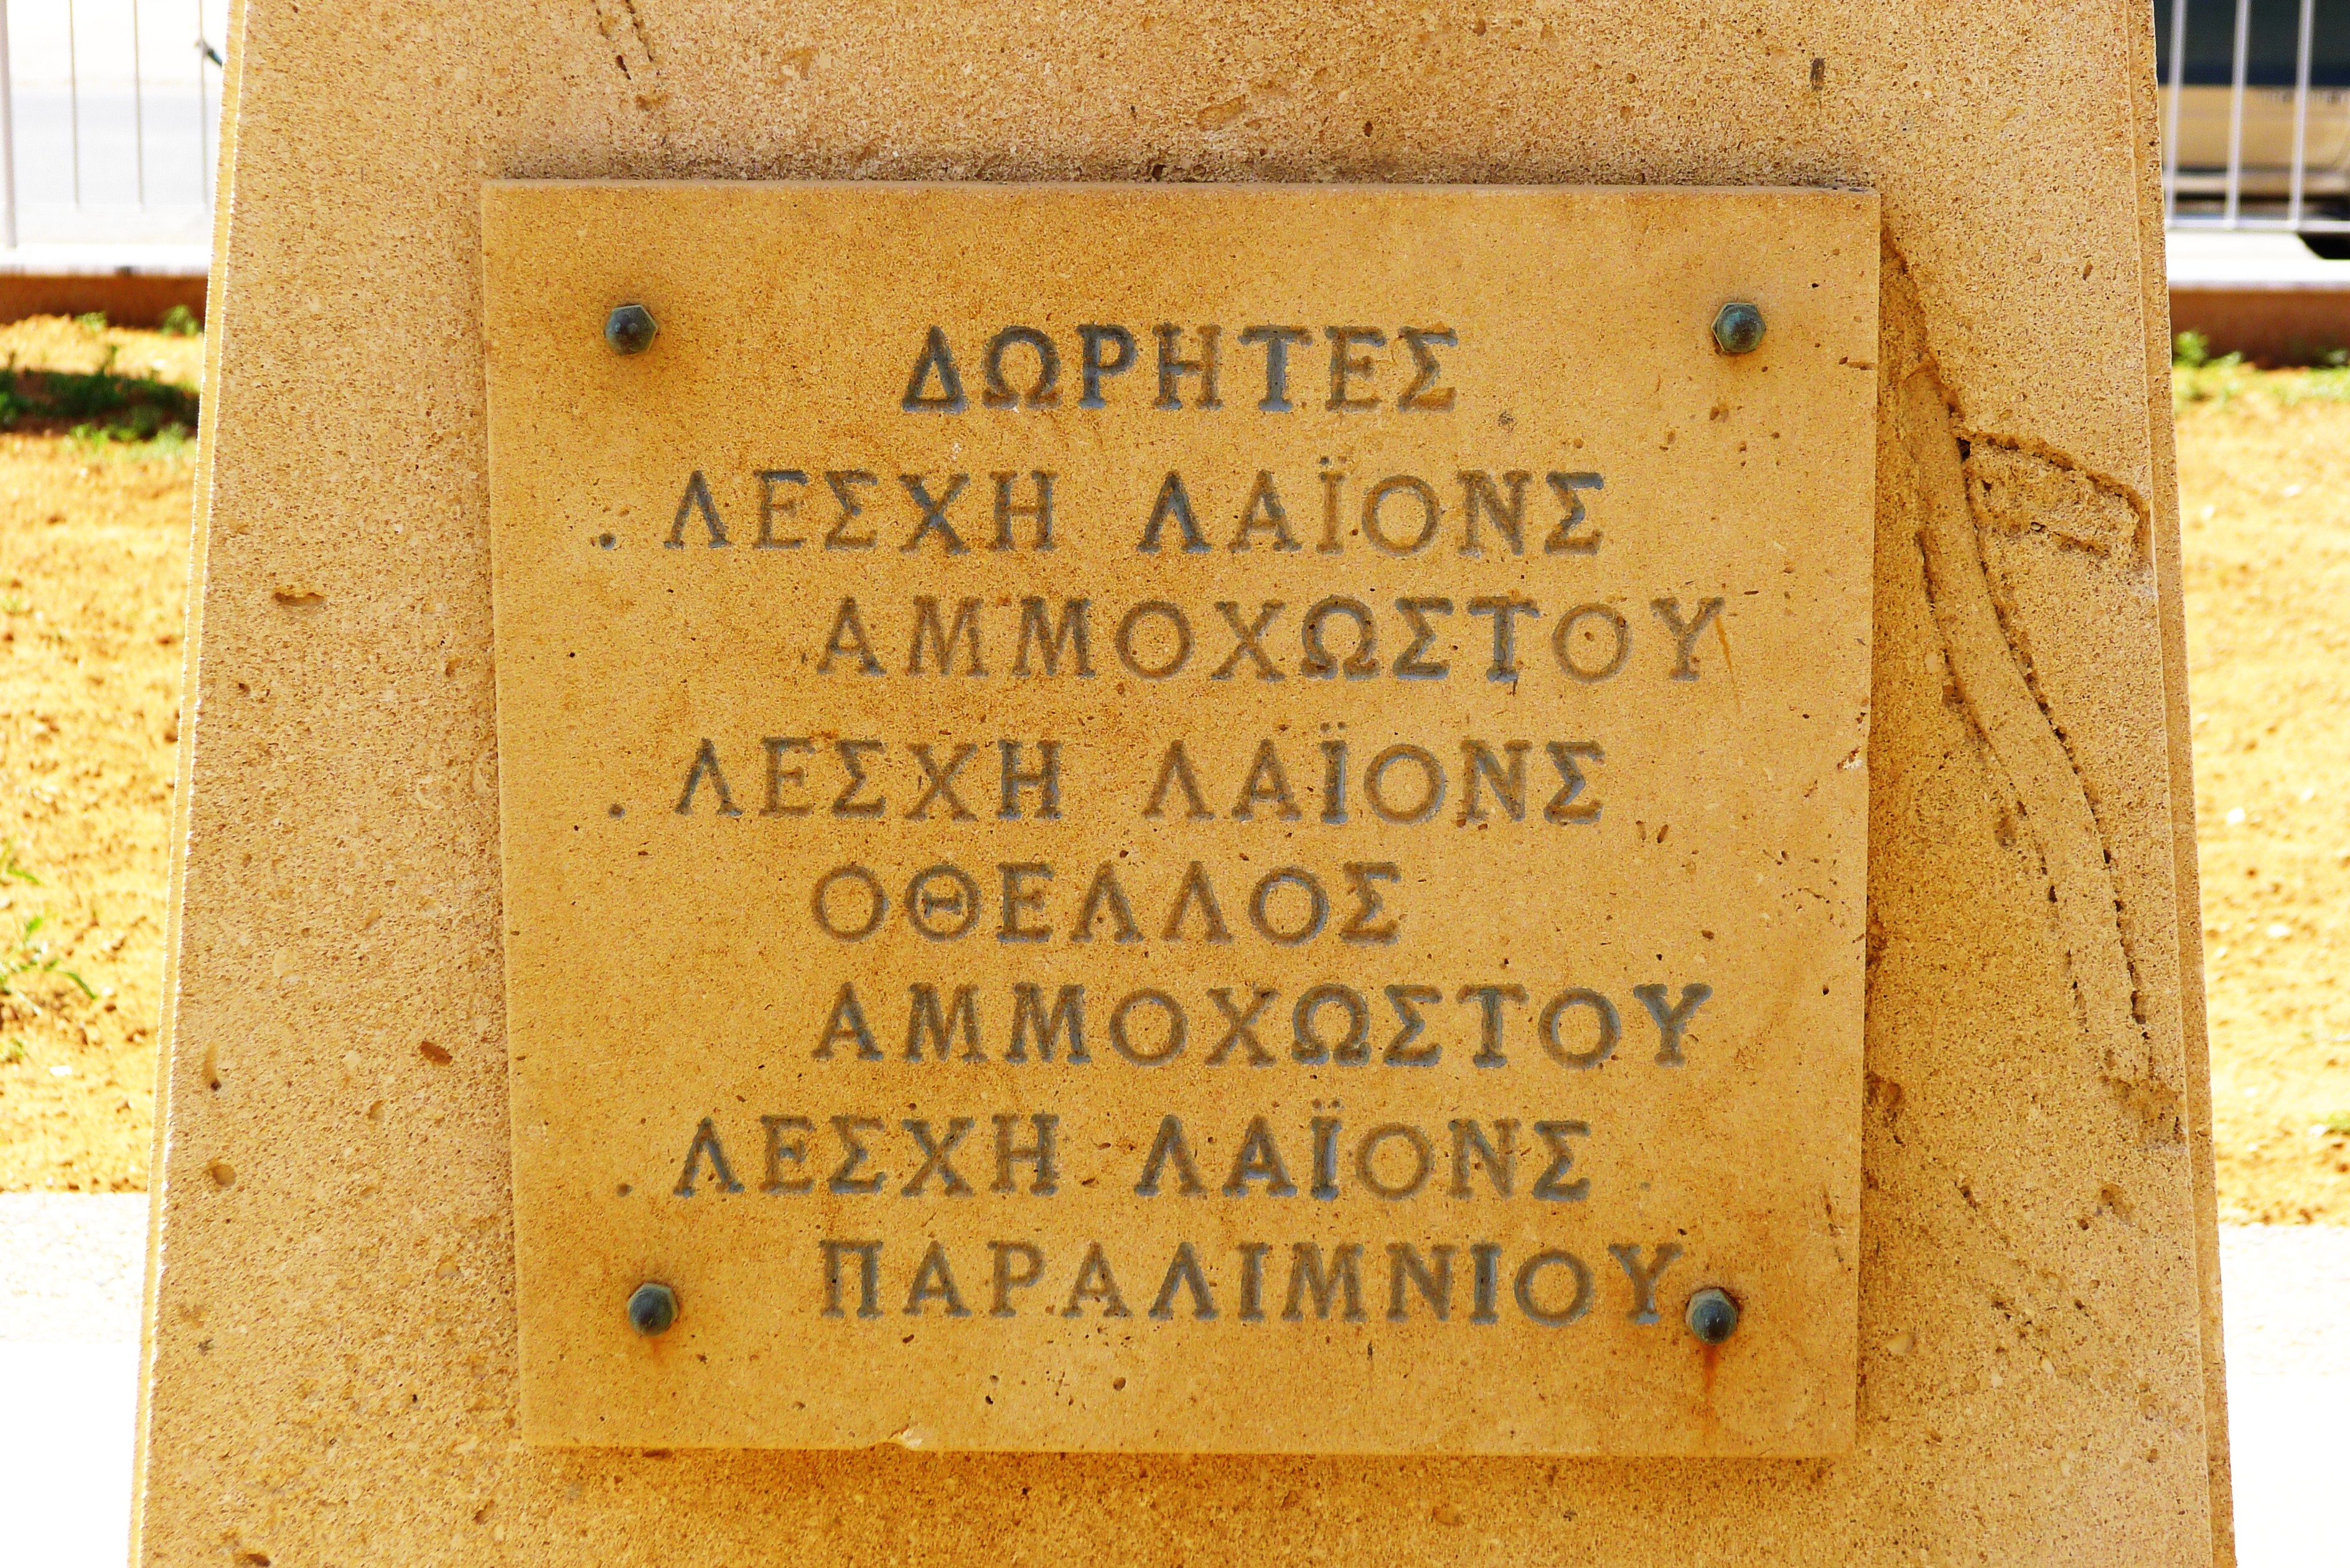 ΔΩΡΗΤΕΣ
. ΛΕΣΧΗ ΛΑΪΟΝΣ
ΑΜΜΟΧΩΣΤΟΥ
. ΛΕΣΧΗ ΛΑΪΟΝΣ
ΟΘΕΛΛΟΣ
ΑΜΜΟΧΩΣΤΟΥ
. ΛΕΣΧΗ ΛΑΪΟΝΣ
ΠΑΡΑΛΙΜΝΙΟΥ